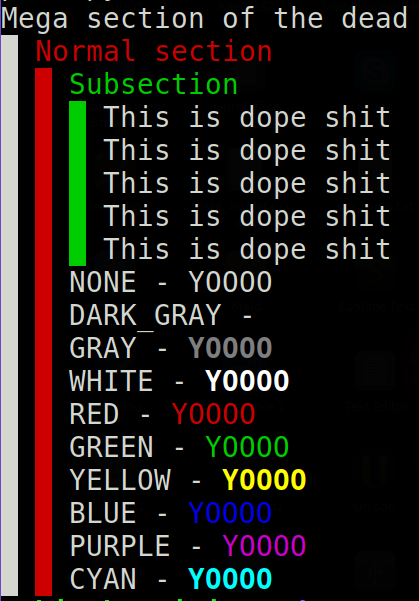 Mega section of the dead
Normal section
Subsection
This is dope shit
This is dope shit
This is dope shit
This is dope shit
This is dope shit
NONE - YOOOO
DARK_GRAY -
GRAY - YOOOO
WHITE - YOOOO
RED - YOOOO
GREEN - YOOOO
YELLOW - YOOOO
BLUE - YOOOO
PURPLE - YOOOO
CYAN - YOOOO